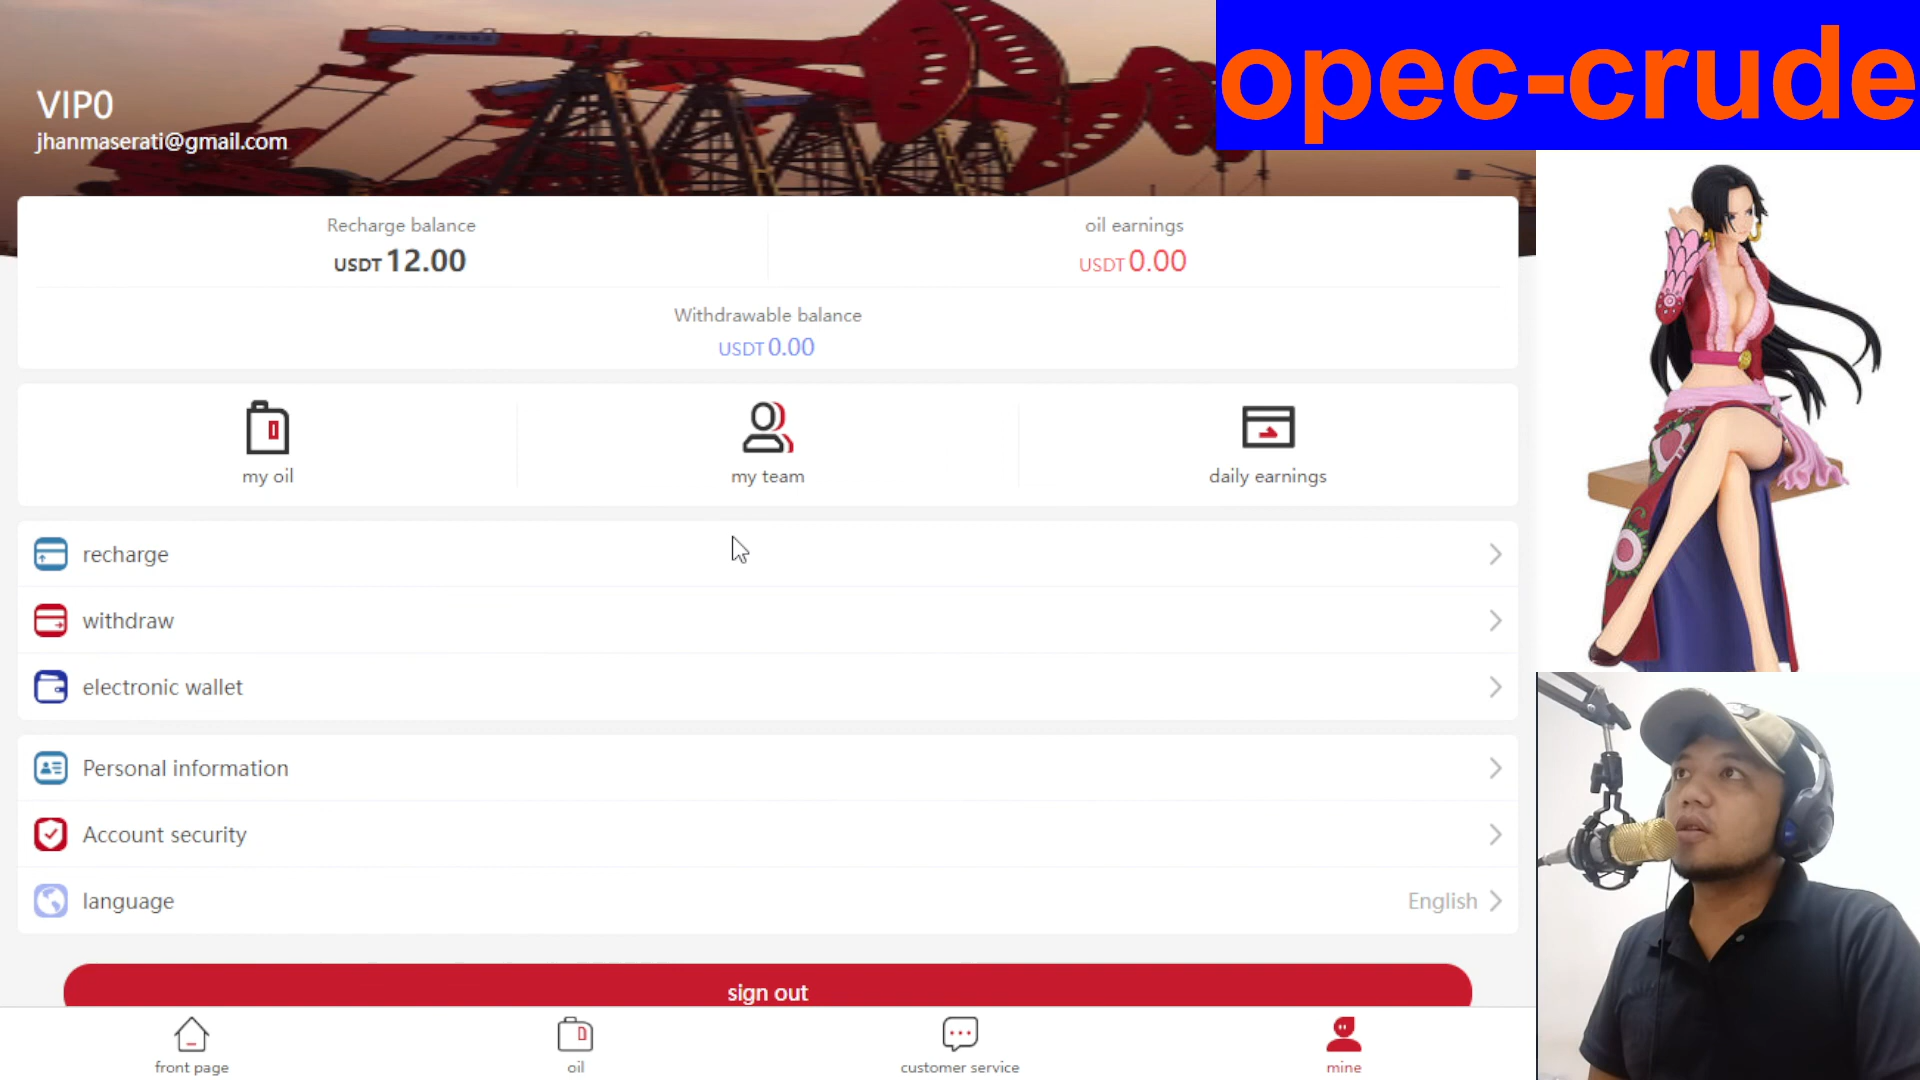 opec-crude
VIP0
jhanmaserati@gmail.com
Recharge balance
USDT 12.00
oil earnings
USDT 0.00
Withdrawable balance
USDT 0.00
my oil
my team
daily earnings
recharge
withdraw
electronic wallet
Personal information
Account security
language
English
sign out
front page
oil
customer service
mine